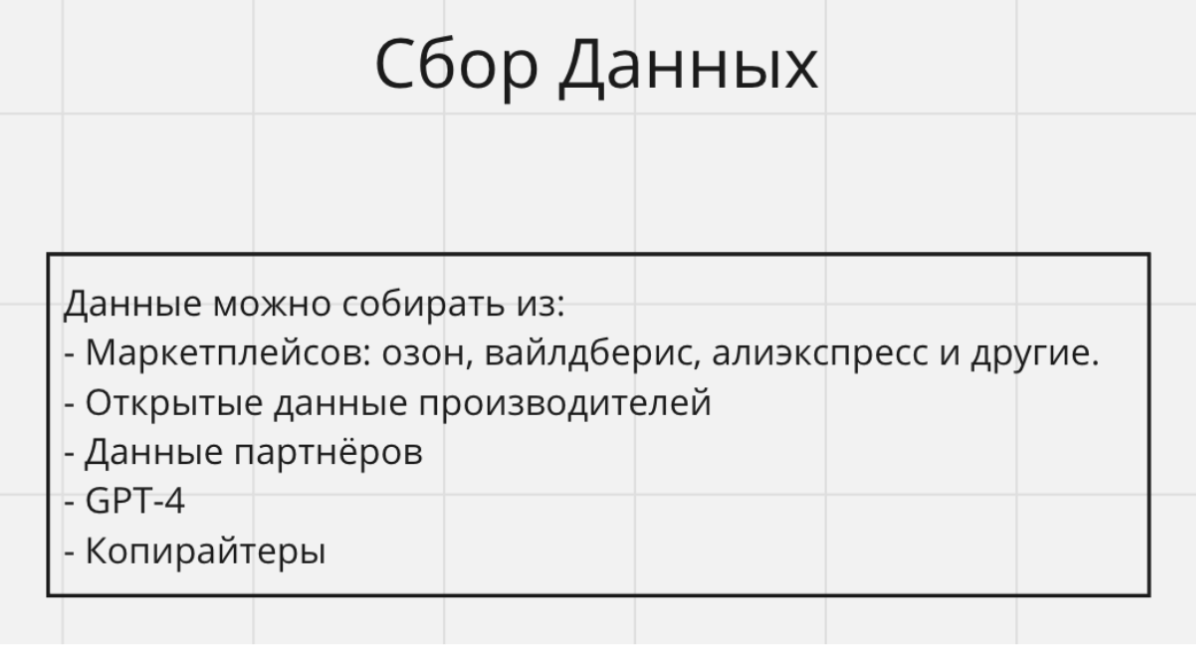 Сбор Данных
Данные можно собирать из:
- Маркетплейсов: озон, вайлдберис, алиэкспресс и другие.
- Открытые данные производителей
- Данные партнёров
- GPT-4
- Копирайтеры